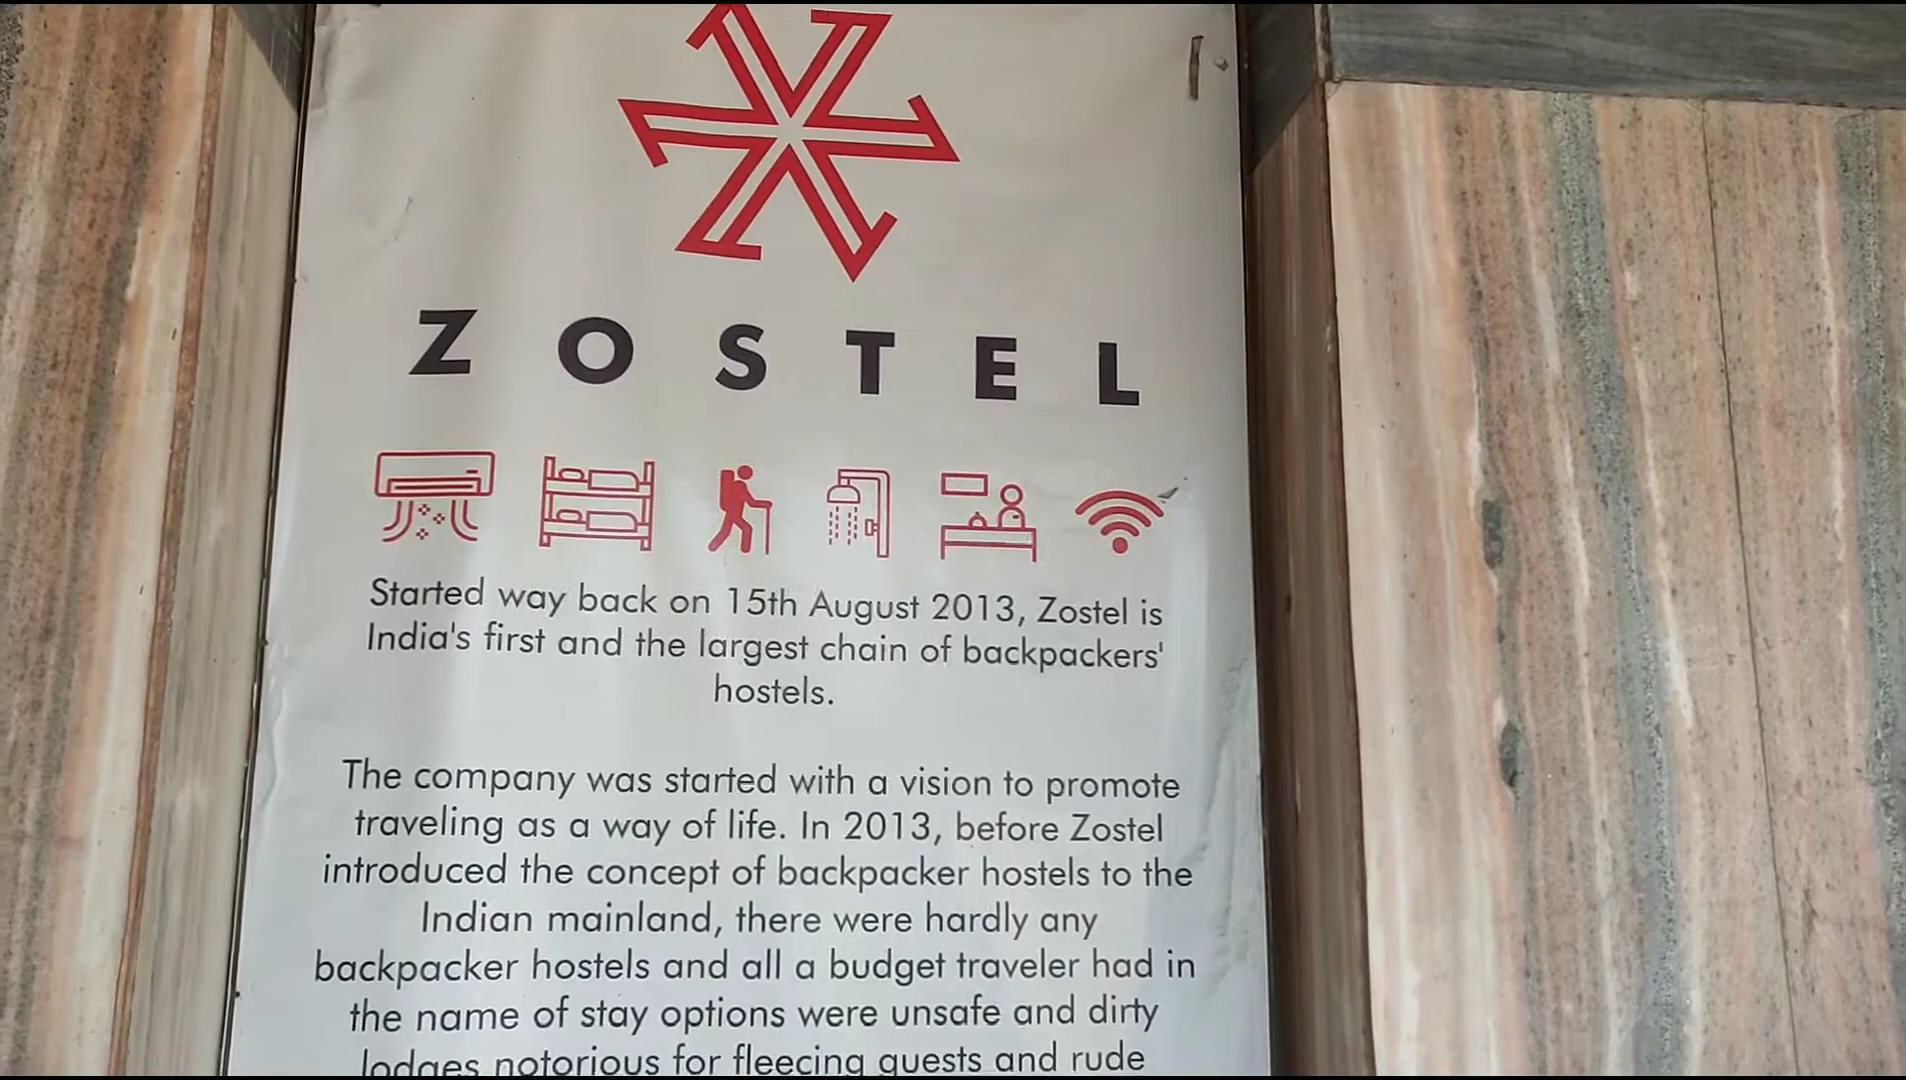 ZOSTEL
Started way back on 15th August 2013, Zostel is
India's first and the largest chain of backpackers'
hostels.
The company was started with a vision to promote
traveling as a way of life. In 2013, before Zostel
introduced the concept of backpacker hostels to the
Indian mainland, there were hardly any
backpacker hostels and all a budget traveler had in
the name of stay options were unsafe and dirty
lodges notorious for fleecing guests and rude